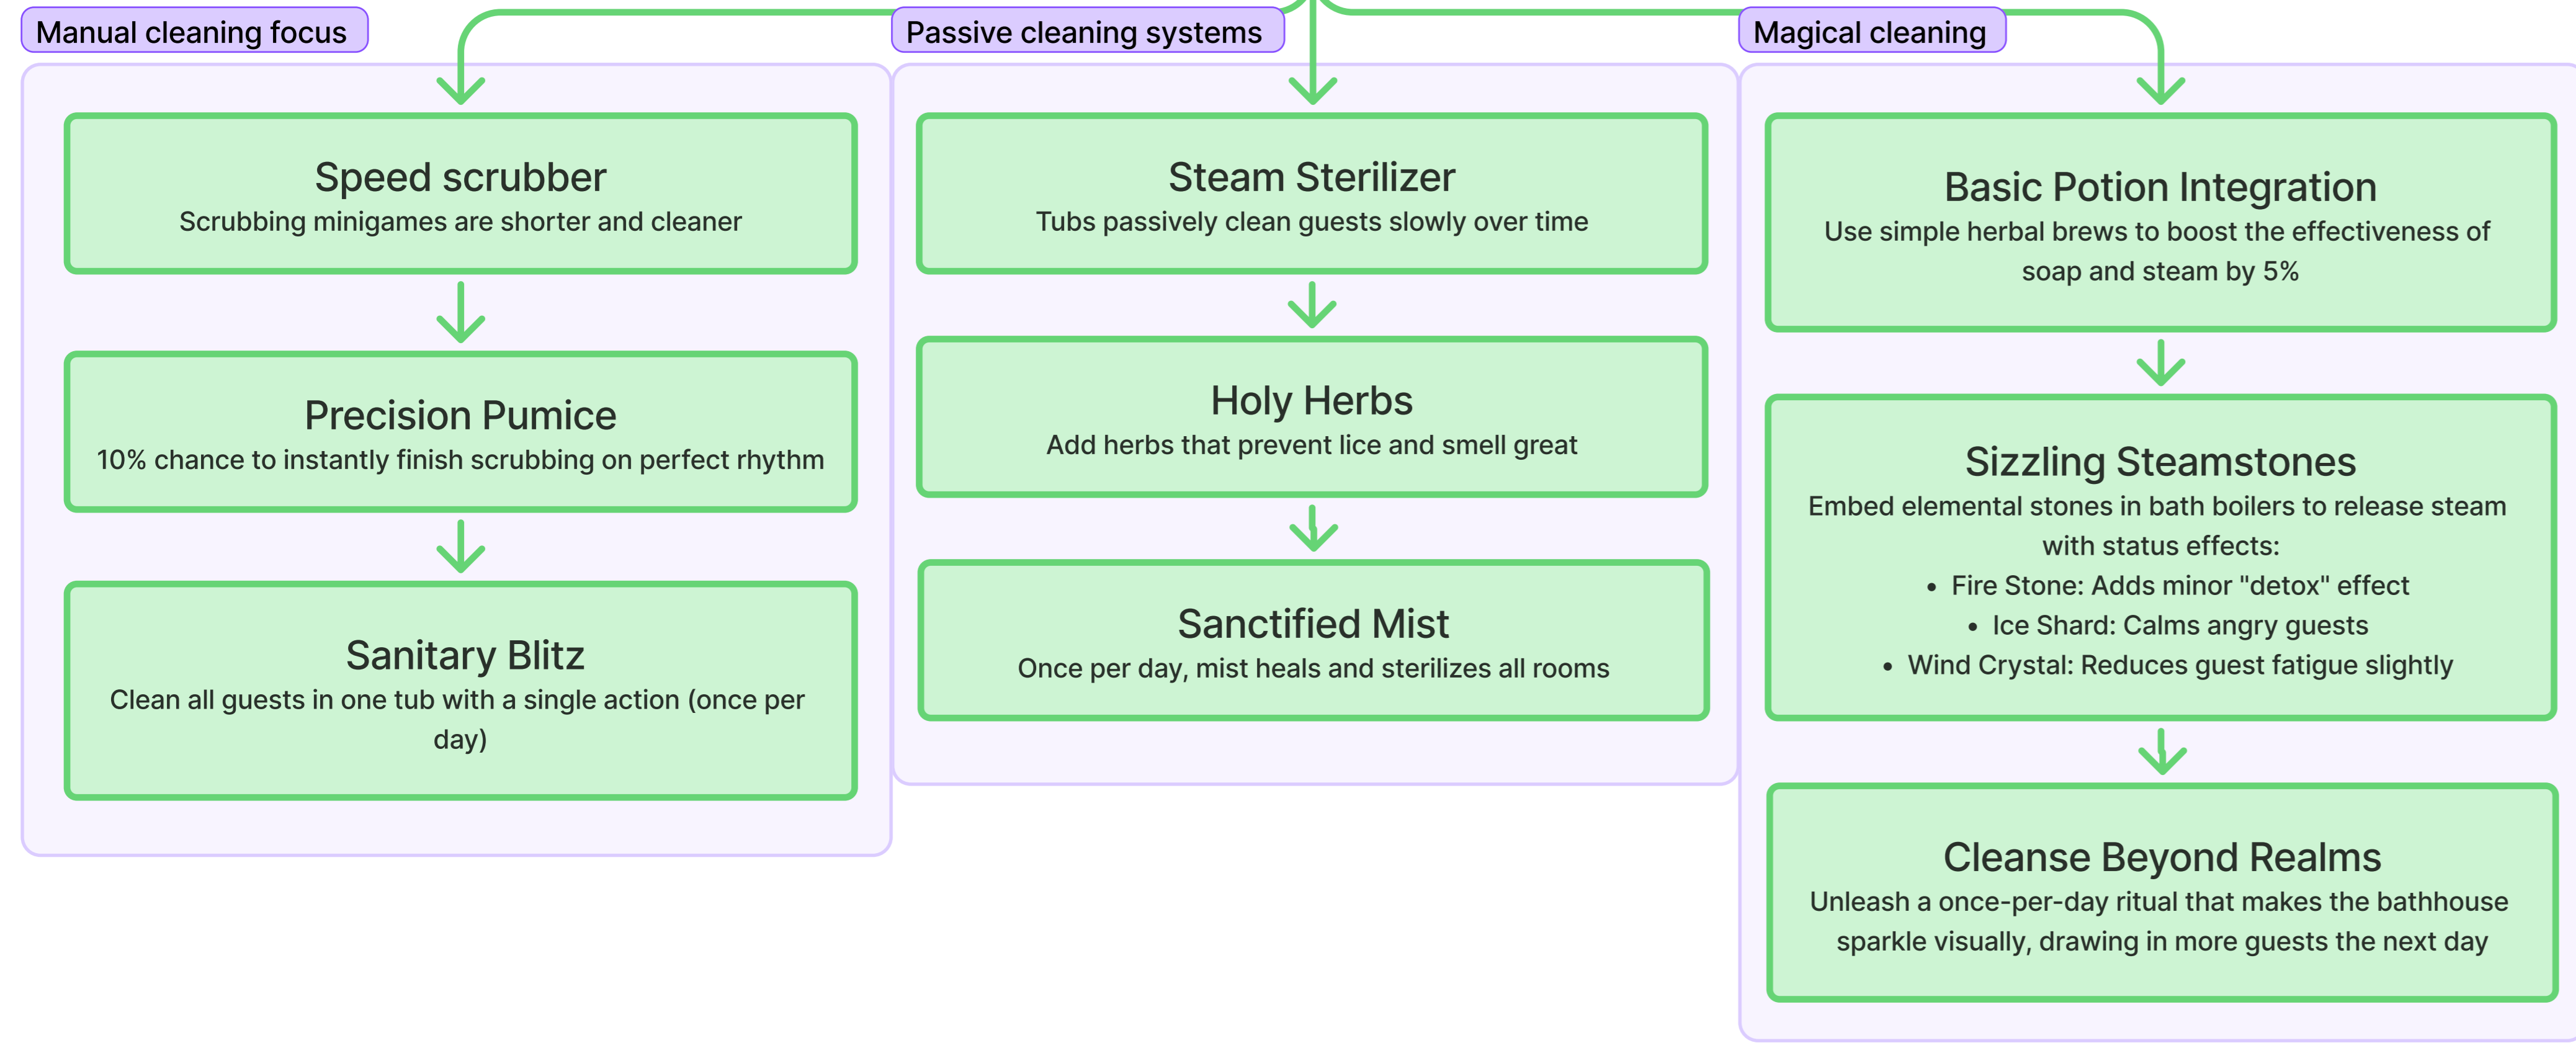 Manual cleaning focus
Speed scrubber
Scrubbing minigames are shorter and cleaner
Precision Pumice
10% chance to instantly finish scrubbing on perfect rhythm
Sanitary Blitz
Clean all guests in one tub with a single action (once per
day)
Passive cleaning systems
Steam Sterilizer
Tubs passively clean guests slowly over time
Holy Herbs
Add herbs that prevent lice and smell great
Sanctified Mist
Once per day, mist heals and sterilizes all rooms
Magical cleaning
Basic Potion Integration
Use simple herbal brews to boost the effectiveness of
soap and steam by 5%
Sizzling Steamstones
Embed elemental stones in bath boilers to release steam
with status effects:
• Fire Stone: Adds minor "detox" effect
• Ice Shard: Calms angry guests
• Wind Crystal: Reduces guest fatigue slightly
Cleanse Beyond Realms
Unleash a once-per-day ritual that makes the bathhouse
sparkle visually, drawing in more guests the next day